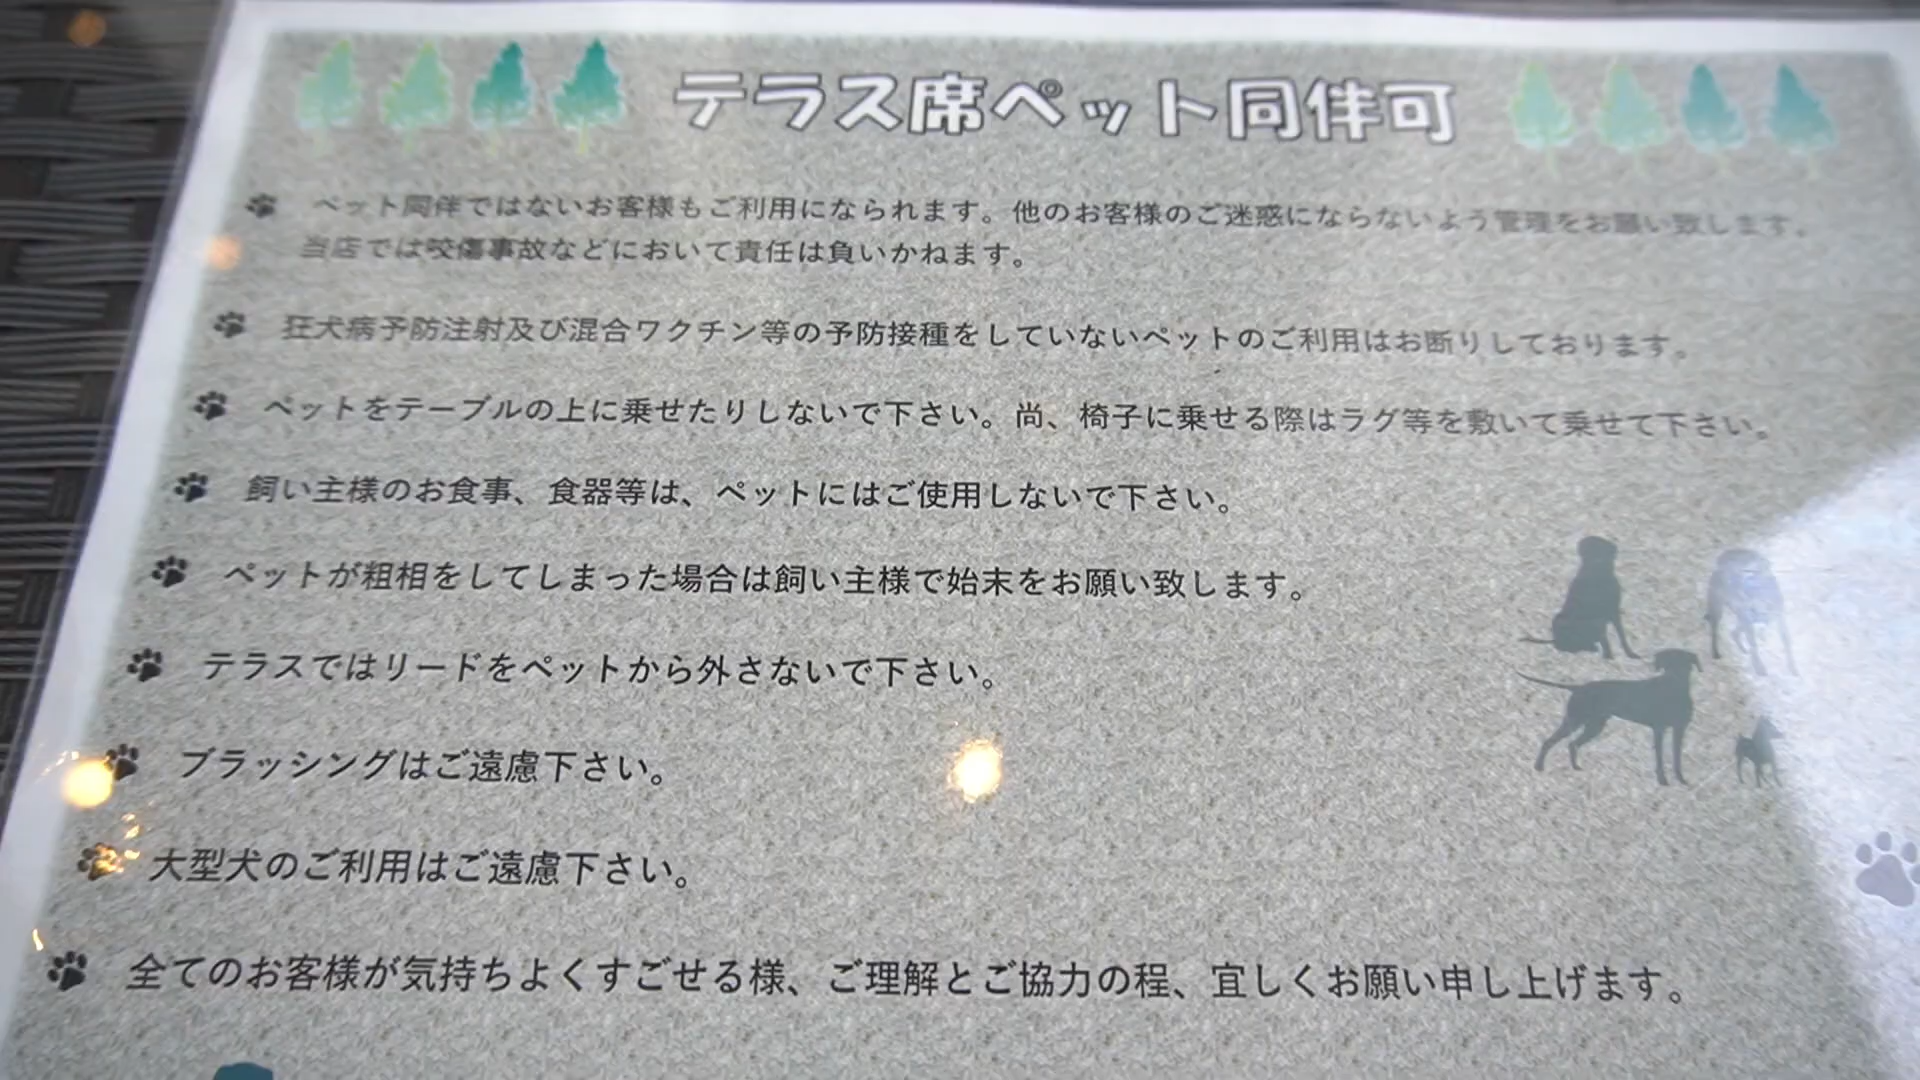 テラス席ペット同伴可
ペット同伴ではないお客様もご利用になられます。他のお客様のご迷惑にならないよう管理をお願い致します。
当店では咬傷事故などにおいて責任は負いかねます。
狂犬病予防注射及び混合ワクチン等の予防接種をしていないペットのご利用はお断りしております。
ペットをテーブルの上に乗せたりしないで下さい。尚、椅子に乗せる際はラグ等を敷いて乗せて下さい。
飼い主様のお食事、食器等は、ペットにはご使用しないで下さい。
ペットが粗相をしてしまった場合は飼い主様で始末をお願い致します。
テラスではリードをペットから外さないで下さい。
ブラッシングはご遠慮下さい。
大型犬のご利用はご遠慮下さい。
全てのお客様が気持ちよくすごせる様、ご理解とご協力の程、宜しくお願い申し上げます。